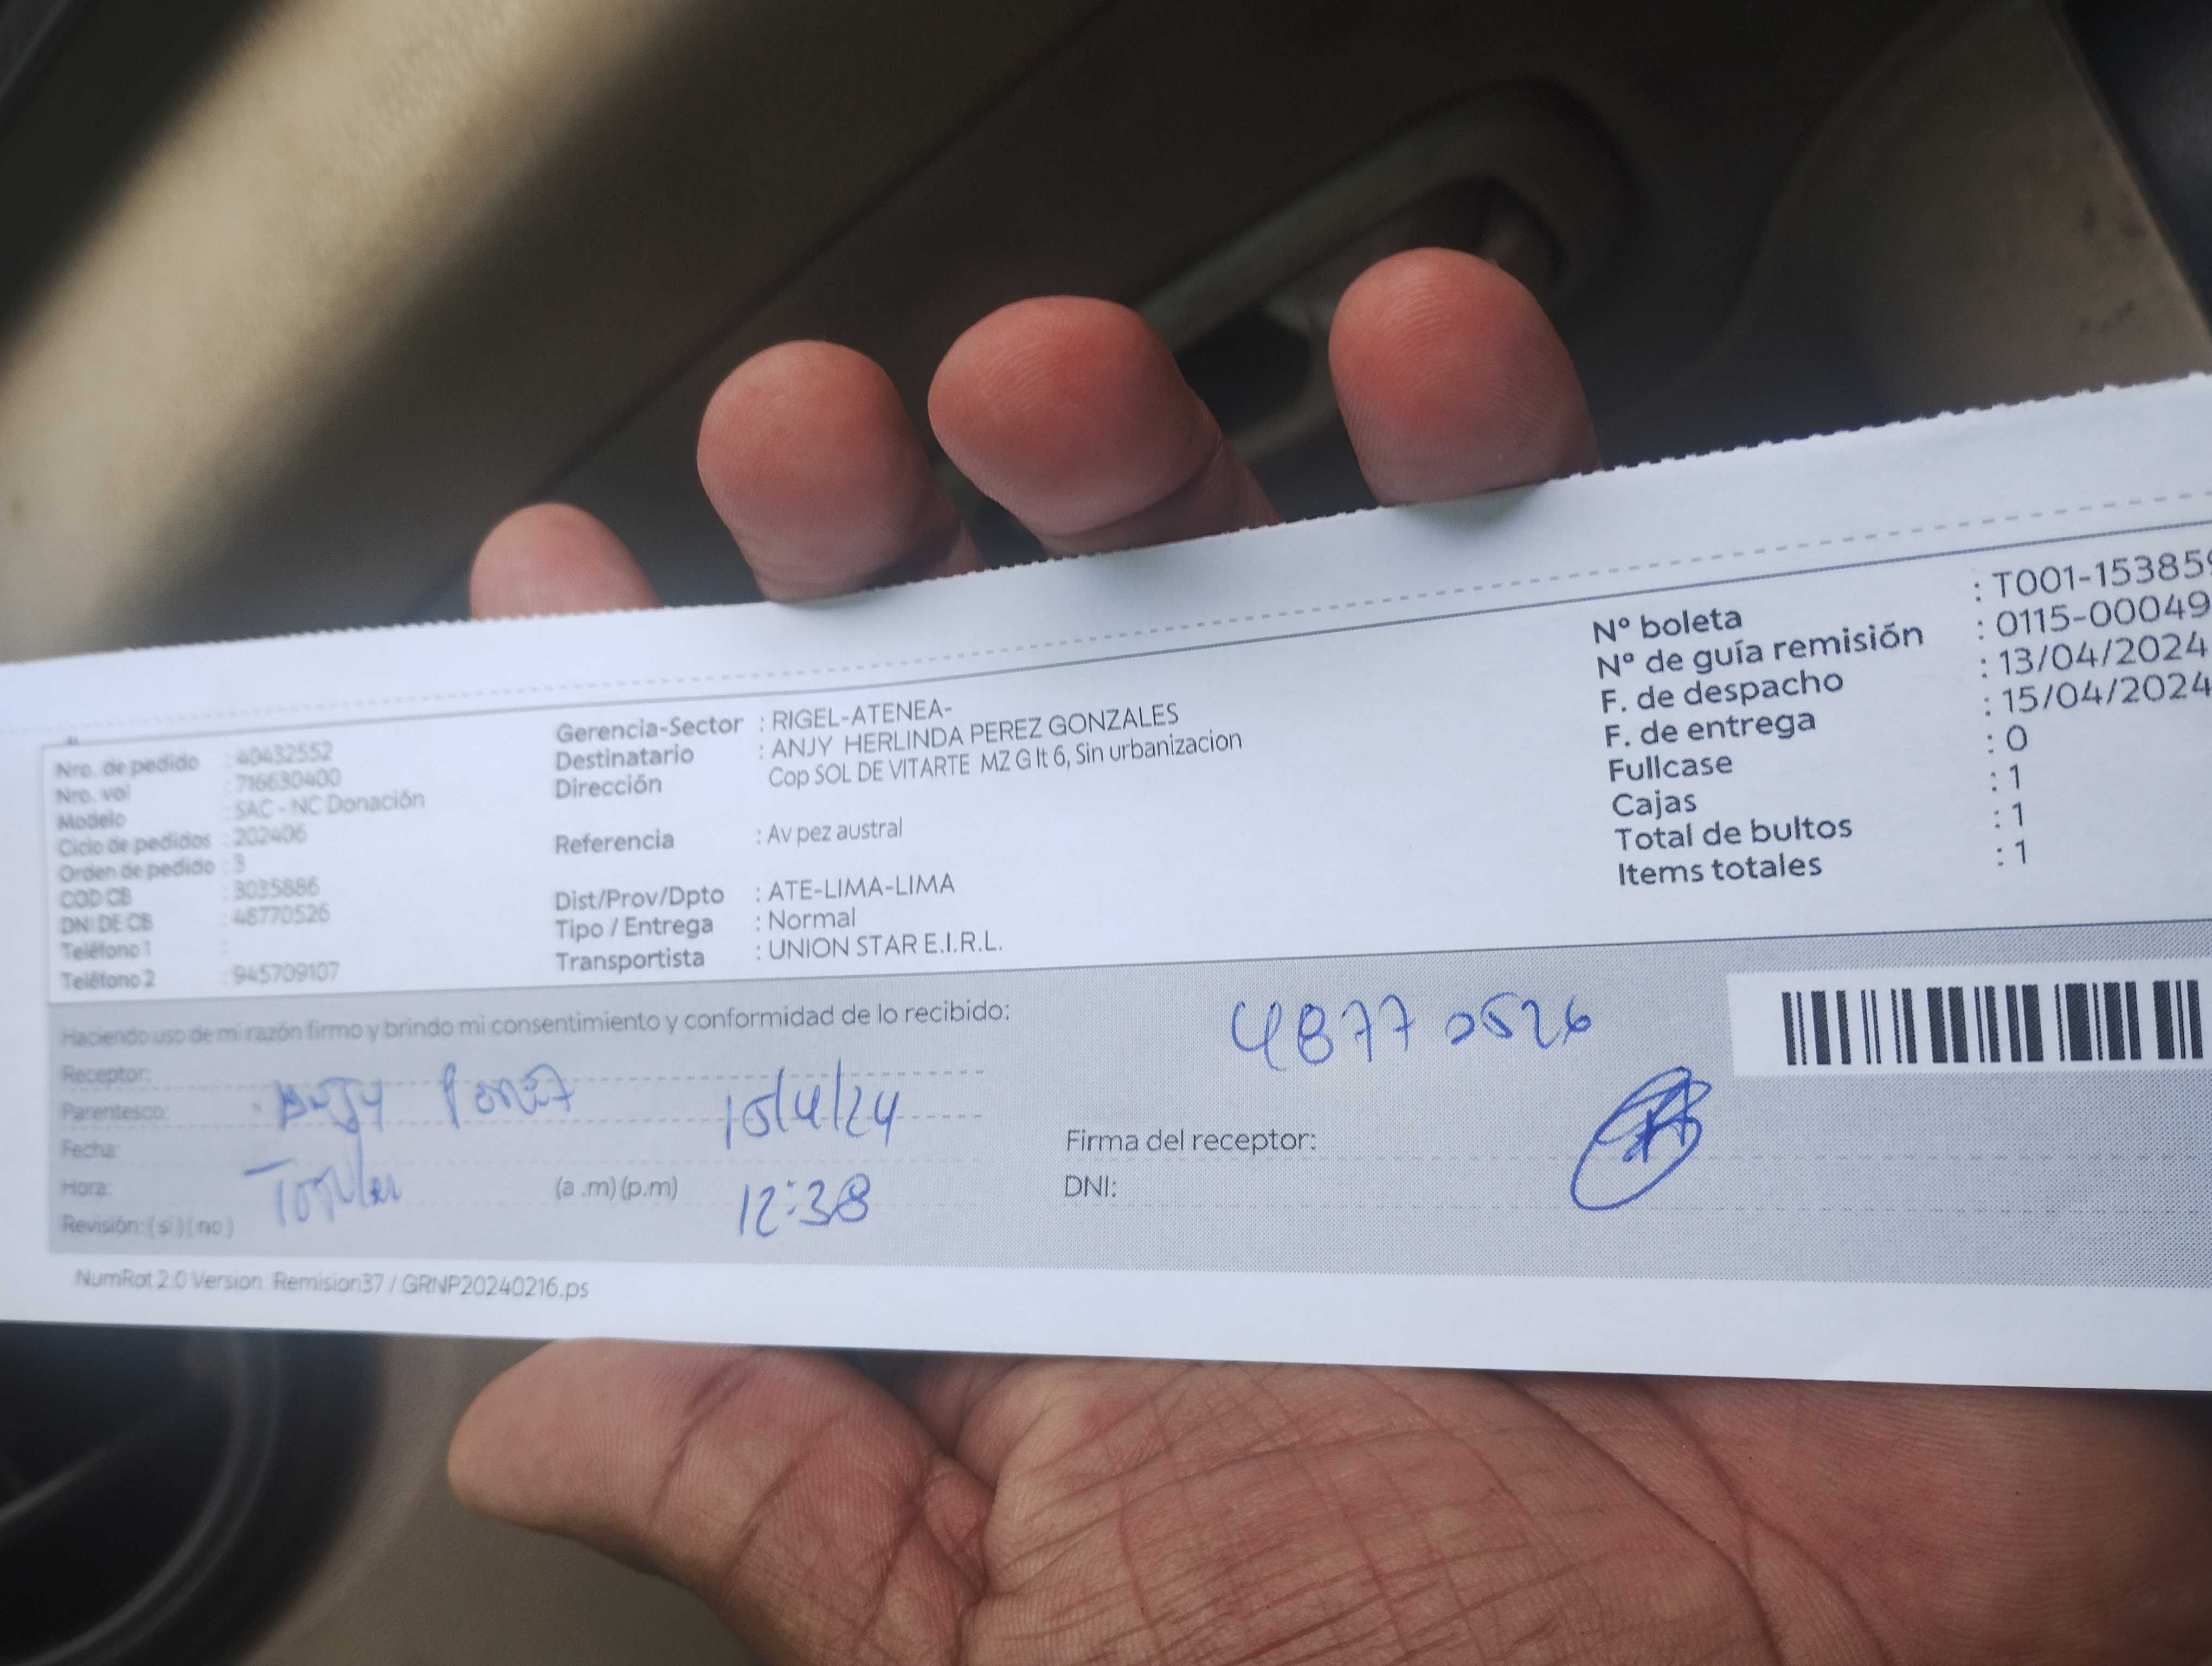 Nro. de pedido : 40432552
Nro. vol : 716630400
Modelo : SAC - NC Donación
Ciclo de pedidos : 202406
Orden de pedido : 3
COD CB : 3035886
DNI DE CB : 48770526
Teléfono 1 :
Teléfono 2 : 945709107
Gerencia-Sector : RIGEL-ATENEA-
Destinatario : ANJY HERLINDA PEREZ GONZALES
Dirección Cop SOL DE VITARTE MZ G lt 6, Sin urbanizacion
Referencia : Av pez austral
Dist/Prov/Dpto : ATE-LIMA-LIMA
Tipo / Entrega : Normal
Transportista : UNION STAR E.I.R.L.
N° boleta : T001-153859
N° de guía remisión : 0115-00049
F. de despacho : 13/04/2024
F. de entrega : 15/04/2024
Fullcase : 0
Cajas : 1
Total de bultos : 1
Items totales : 1
Haciendo uso de mi razón firmo y brindo mi consentimiento y conformidad de lo recibido:
Receptor:
Parentesco: Anjy Perez 15/4/24
Fecha:
Hora: (a .m) (p.m) 12:38
Revisión: ( si ) ( no )
48770526
Firma del receptor:
DNI:
NumRot 2.0 Version: Remision37 / GRNP20240216.ps